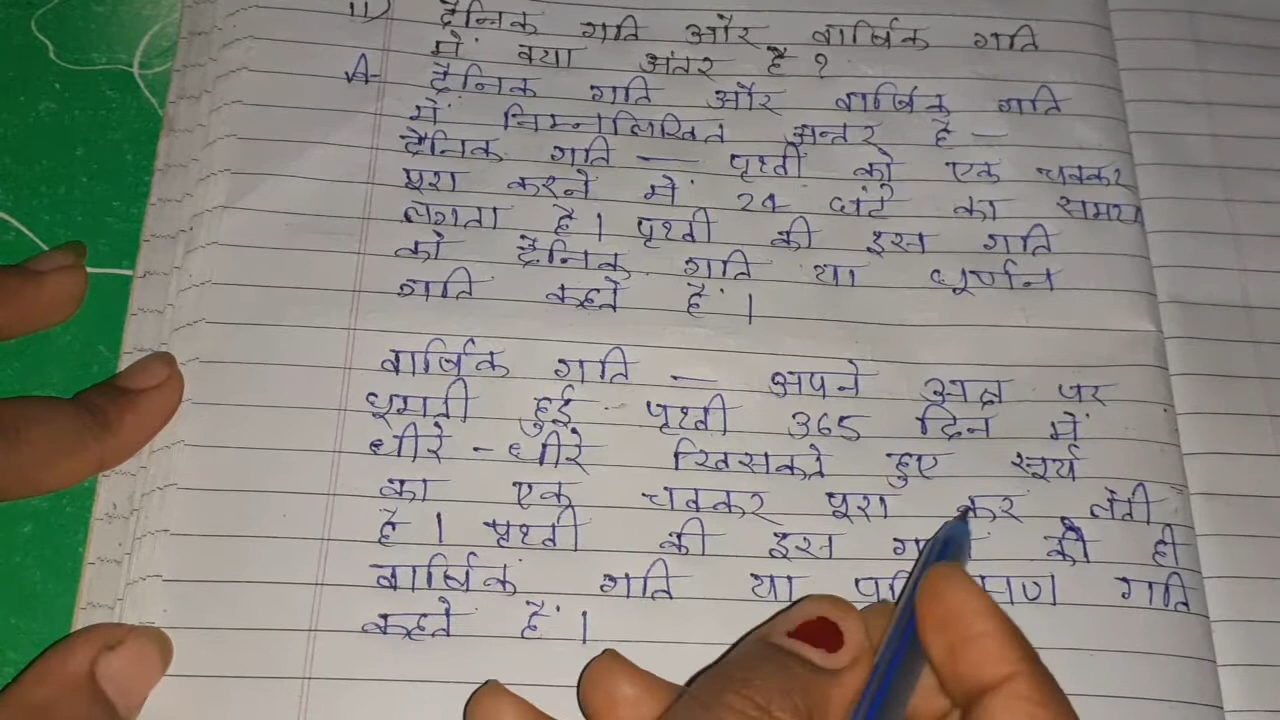 11) दैनिक गति और वार्षिक गति
में क्या अंतर है ?
A- दैनिक गति और वार्षिक गति
में निम्नलिखित अन्तर है —
दैनिक गति — पृथ्वी को एक चक्कर
पूरा करने में 24 घंटे का समय
लगता है। पृथ्वी की इस गति
को दैनिक गति या घूर्णन
गति कहते हैं।
वार्षिक गति — अपने अक्ष पर
घूमती हुई पृथ्वी 365 दिन में
धीरे - धीरे खिसकते हुए सूर्य
का एक चक्कर पूरा कर लेती
है। पृथ्वी की इस को ही
वार्षिक गति या गति
कहते हैं।